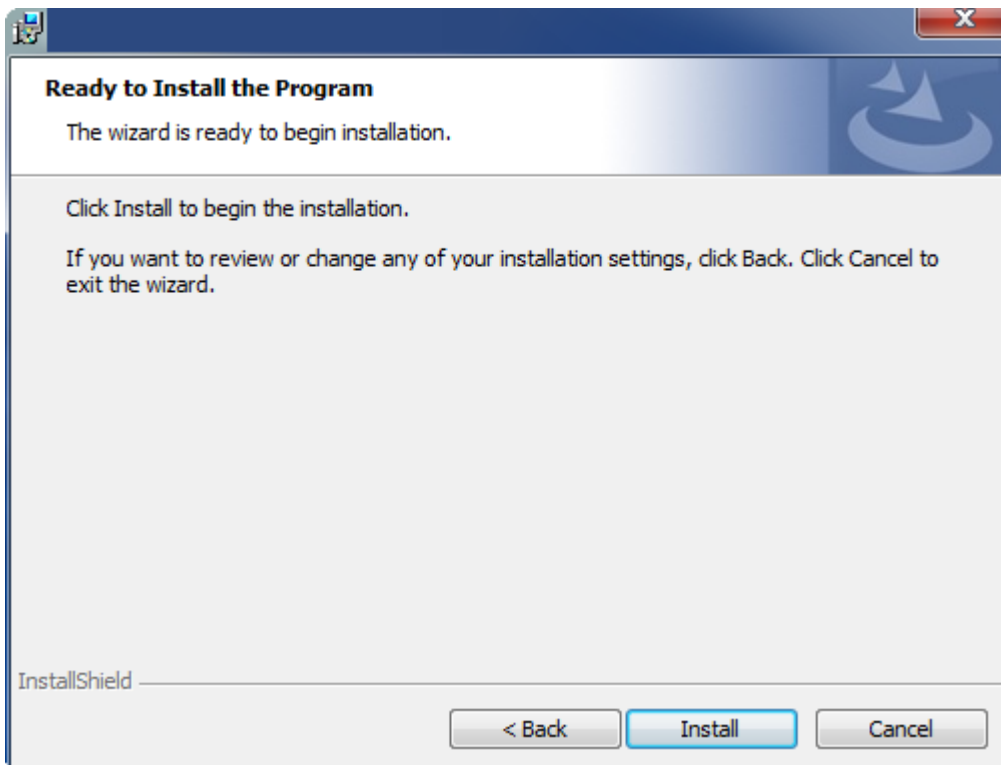 Ready to Install the Program
The wizard is ready to begin installation.
Click Install to begin the installation.
If you want to review or change any of your installation settings, click Back. Click Cancel to
exit the wizard.
InstallShield
< Back
Install
Cancel